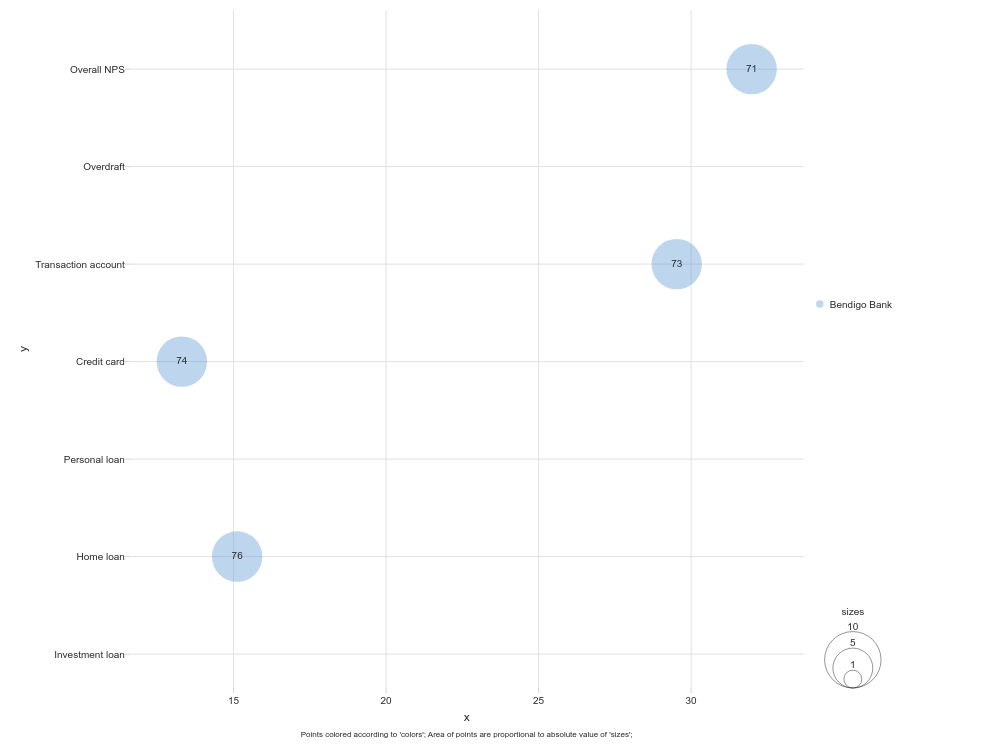 Overall NPS
71
Overdraft
Transaction account
73
Bendigo Bank
y
Credit card
74
Personal loan
Home loan
76
sizes
10
5
1
Investment loan
15
20
25
30
x
Points colored according to 'colors'; Area of points are proportional to absolute value of 'sizes';